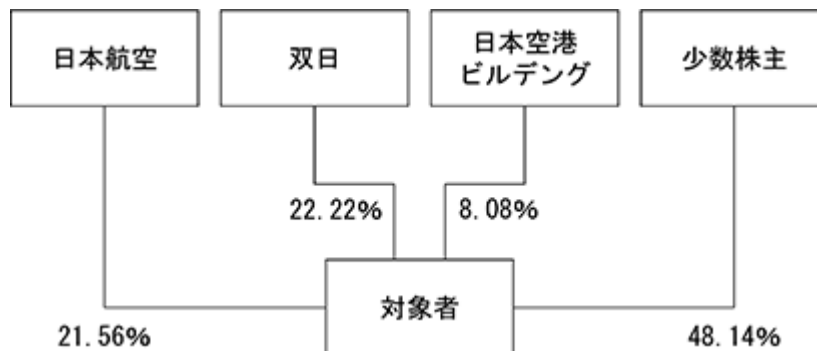 日本航空
双日
日本空港
ビルデング
少数株主
22.22%
8.08%
対象者
21.56%
48.14%